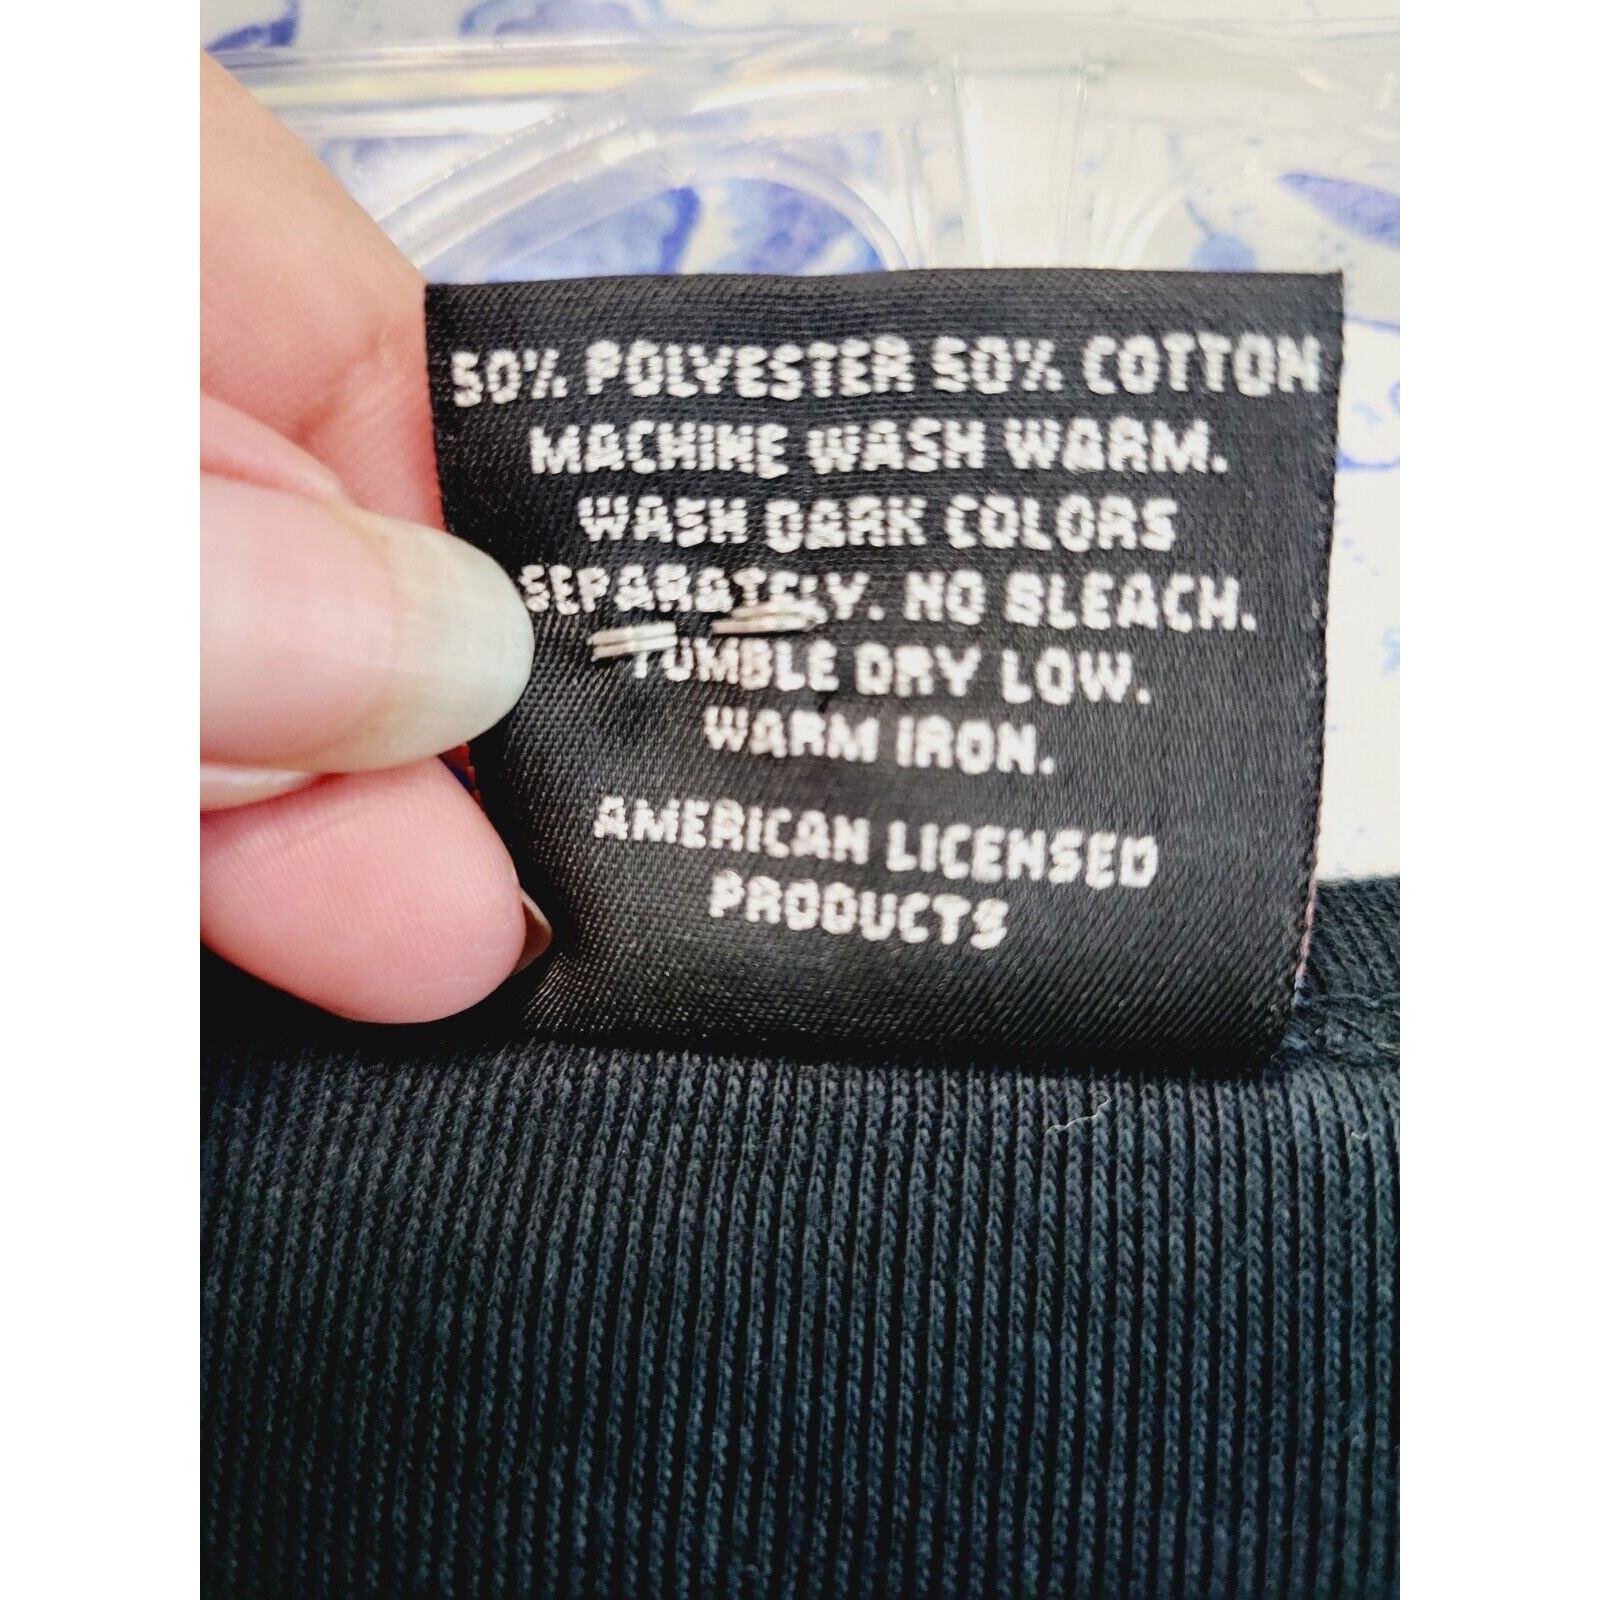 50% POLYESTER 50% COTTON
MACHINE WASH WARM.
WASH DARK COLORS
SEPARATELY. NO BLEACH.
TUMBLE DRY LOW.
WARM IRON.
AMERICAN LICENSED
PRODUCTS